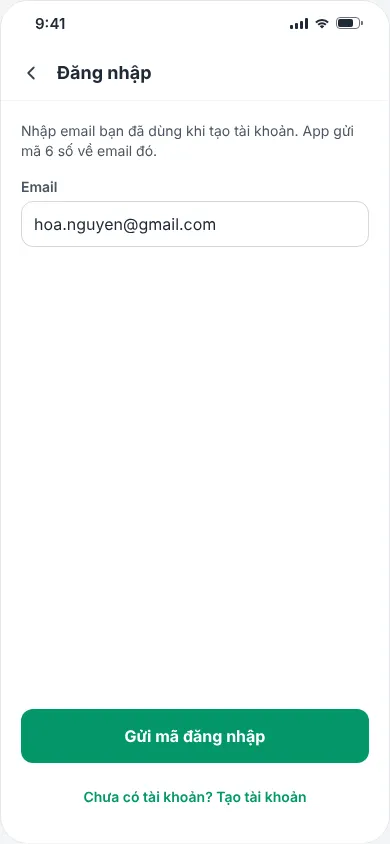 9:41
Đăng nhập
Nhập email bạn đã dùng khi tạo tài khoản. App gửi
mã 6 số về email đó.
Email
hoa.nguyen@gmail.com
Gửi mã đăng nhập
Chưa có tài khoản? Tạo tài khoản